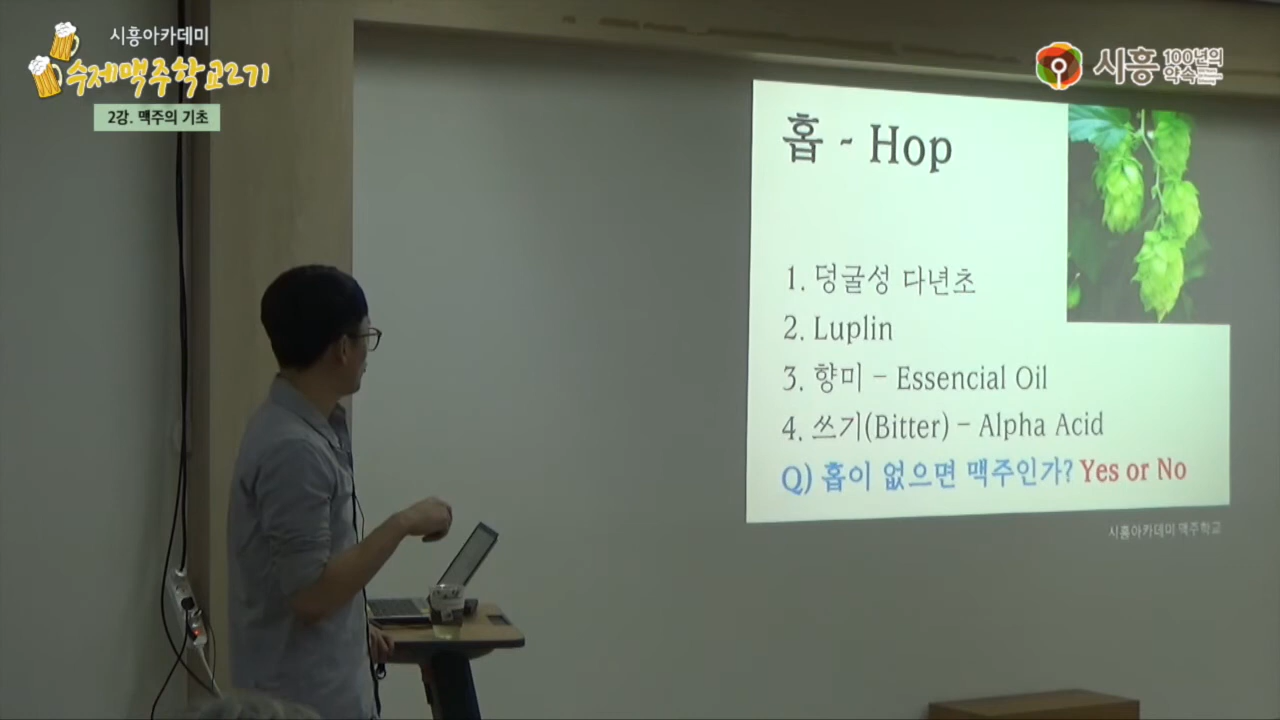 시흥아카데미
수제맥주학교2기
2강. 맥주의 기초
시흥 100년의 약속
홉 - Hop
1. 덩굴성 다년초
2. Luplin
3. 향미 – Essencial Oil
4. 쓰기(Bitter) – Alpha Acid
Q) 홉이 없으면 맥주인가? Yes or No
시흥아카데미 맥주학교